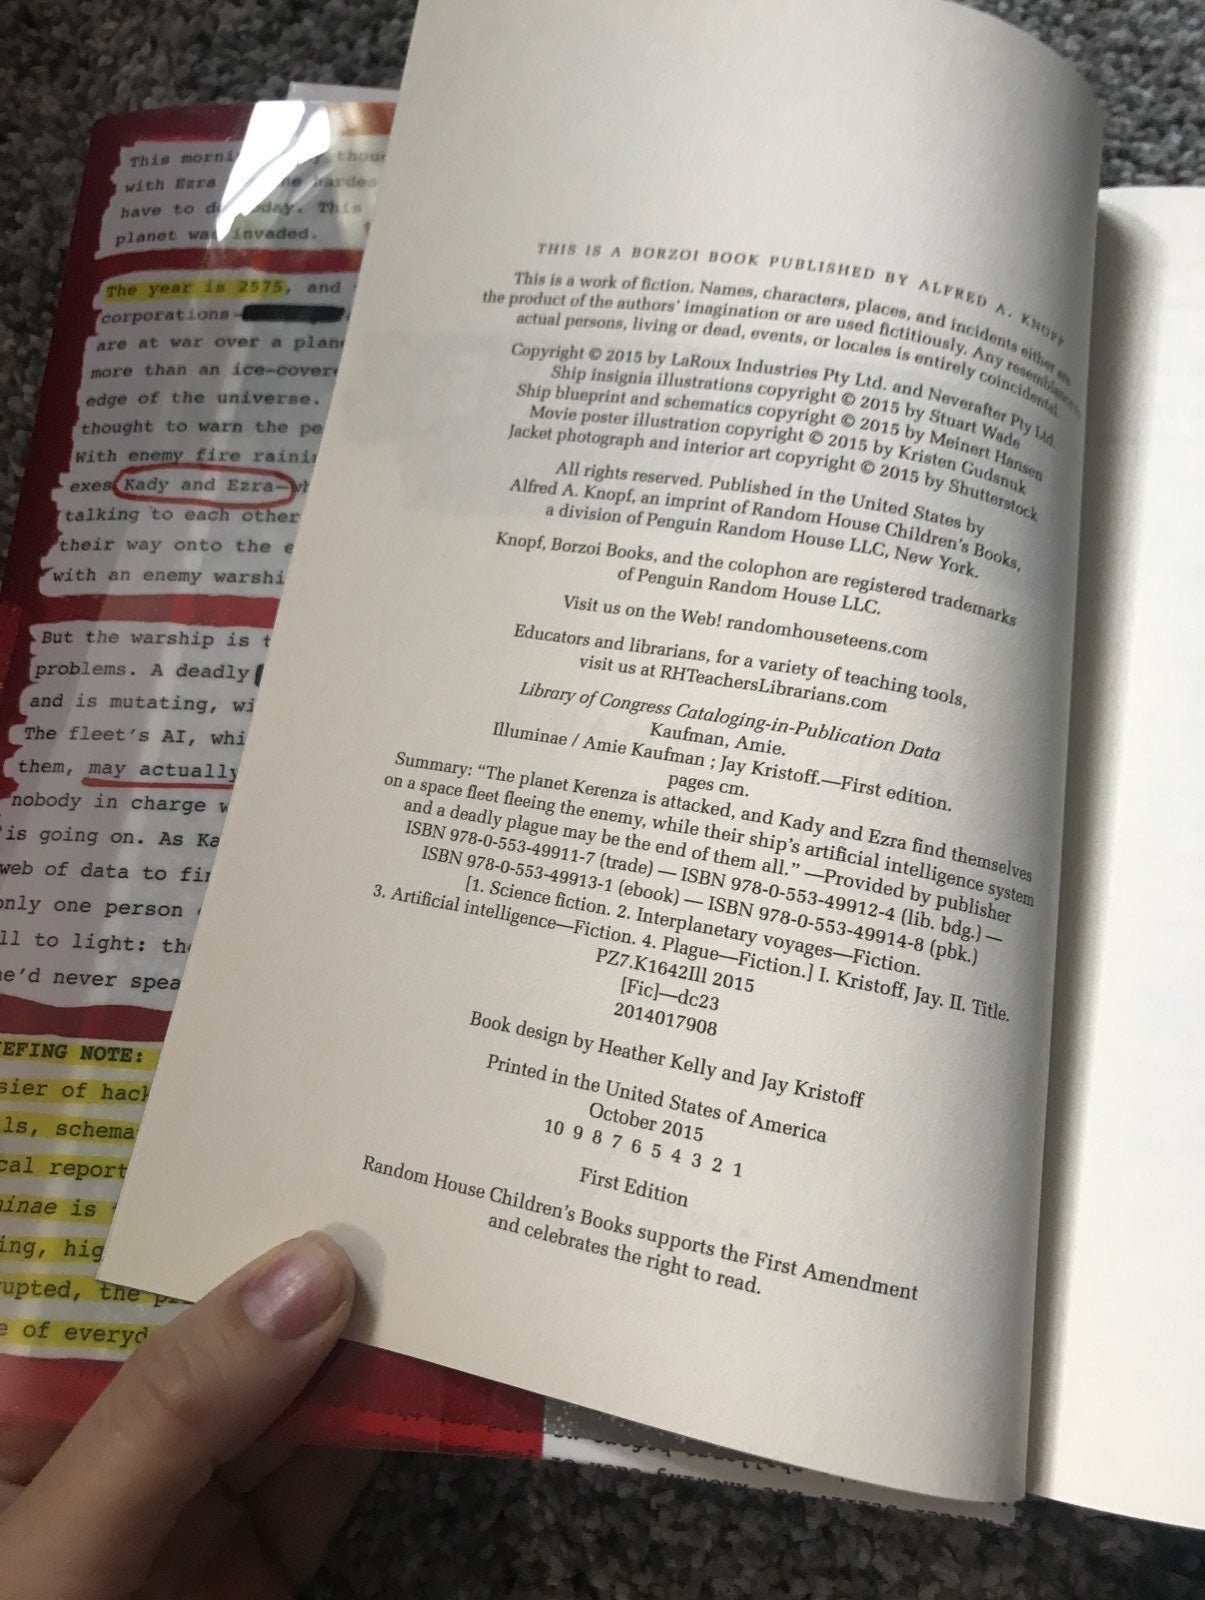 This morni thou
with Ezra hardes
have to d day. This
planet wa invaded.
The year is 2575, and
corporations
are at war over a plan
more than an ice-cover
edge of the universe.
thought to warn the pe
With enemy fire raini
exes Kady and Ezra—wh
talking to each other
their way onto the e
with an enemy warshi
But the warship is t
problems. A deadly
and is mutating, wi
The fleet's AI, whi
them, may actually
nobody in charge w
is going on. As Ka
web of data to fi
only one person
ll to light: th
he'd never spea
EFING NOTE:
sier of hack
ls, schema
cal report
minae is
ing, hig
rupted, the
e of everyd
THIS IS A BORZOI BOOK PUBLISHED BY ALFRED A. KNOPF
This is a work of fiction. Names, characters, places, and incidents either are
the product of the authors' imagination or are used fictitiously. Any resemblance to
actual persons, living or dead, events, or locales is entirely coincidental.
Copyright © 2015 by LaRoux Industries Pty Ltd. and Neverafter Pty Ltd.
Ship insignia illustrations copyright © 2015 by Stuart Wade
Ship blueprint and schematics copyright © 2015 by Meinert Hansen
Movie poster illustration copyright © 2015 by Kristen Gudsnuk
Jacket photograph and interior art copyright © 2015 by Shutterstock
All rights reserved. Published in the United States by
Alfred A. Knopf, an imprint of Random House Children's Books,
a division of Penguin Random House LLC, New York.
Knopf, Borzoi Books, and the colophon are registered trademarks
of Penguin Random House LLC.
Visit us on the Web! randomhouseteens.com
Educators and librarians, for a variety of teaching tools,
visit us at RHTeachersLibrarians.com
Library of Congress Cataloging-in-Publication Data
Kaufman, Amie.
Illuminae / Amie Kaufman ; Jay Kristoff.—First edition.
pages cm.
Summary: "The planet Kerenza is attacked, and Kady and Ezra find themselves
on a space fleet fleeing the enemy, while their ship's artificial intelligence system
and a deadly plague may be the end of them all." —Provided by publisher
ISBN 978-0-553-49911-7 (trade) — ISBN 978-0-553-49912-4 (lib. bdg.) —
ISBN 978-0-553-49913-1 (ebook) — ISBN 978-0-553-49914-8 (pbk.)
[1. Science fiction. 2. Interplanetary voyages—Fiction.
3. Artificial intelligence—Fiction. 4. Plague—Fiction.] I. Kristoff, Jay. II. Title.
PZ7.K1642Ill 2015
[Fic]—dc23
2014017908
Book design by Heather Kelly and Jay Kristoff
Printed in the United States of America
October 2015
10 9 8 7 6 5 4 3 2 1
First Edition
Random House Children's Books supports the First Amendment
and celebrates the right to read.